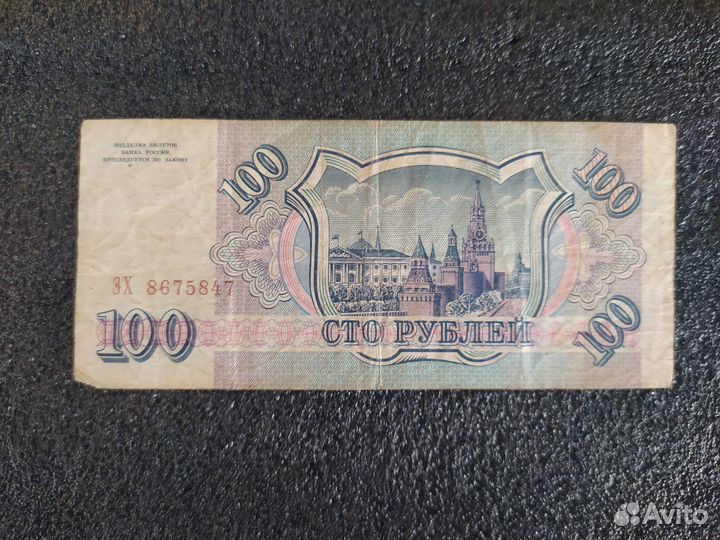 ПОДДЕЛКА БИЛЕТОВ
БАНКА РОССИИ
ПРЕСЛЕДУЕТСЯ ПО ЗАКОНУ
100
100
ЭХ 8675847
100
СТО РУБЛЕЙ
100
Avito